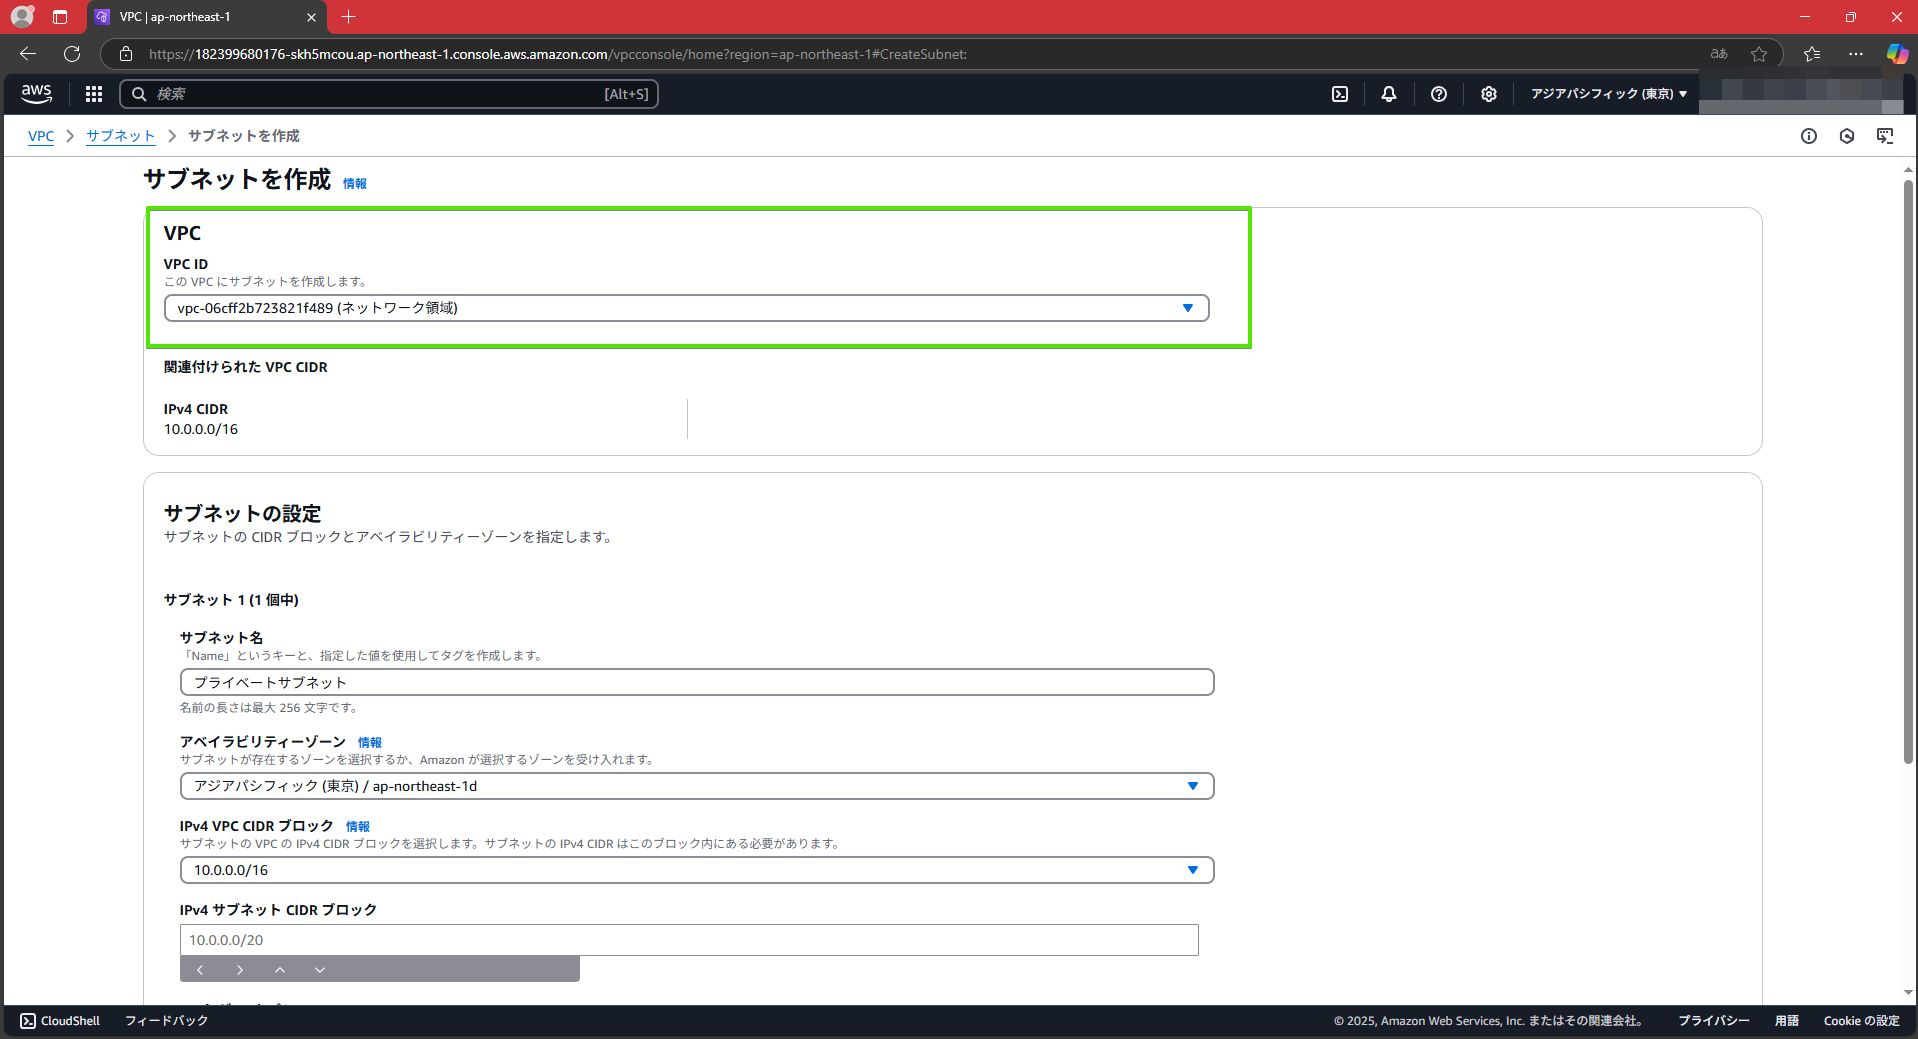 VPC | ap-northeast-1
https://182399680176-skh5mcou.ap-northeast-1.console.aws.amazon.com/vpcconsole/home?region=ap-northeast-1#CreateSubnet:
aあ
aws
検索
[Alt+S]
アジアパシフィック (東京)
VPC
サブネット
サブネットを作成
サブネットを作成 情報
VPC
VPC ID
この VPC にサブネットを作成します。
vpc-06cff2b723821f489 (ネットワーク領域)
関連付けられた VPC CIDR
IPv4 CIDR
10.0.0.0/16
サブネットの設定
サブネットの CIDR ブロックとアベイラビリティーゾーンを指定します。
サブネット 1 (1 個中)
サブネット名
「Name」というキーと、指定した値を使用してタグを作成します。
プライベートサブネット
名前の長さは最大 256 文字です。
アベイラビリティーゾーン 情報
サブネットが存在するゾーンを選択するか、Amazon が選択するゾーンを受け入れます。
アジアパシフィック (東京) / ap-northeast-1d
IPv4 VPC CIDR ブロック 情報
サブネットの VPC の IPv4 CIDR ブロックを選択します。サブネットの IPv4 CIDR はこのブロック内にある必要があります。
10.0.0.0/16
IPv4 サブネット CIDR ブロック
10.0.0.0/20
CloudShell
フィードバック
© 2025, Amazon Web Services, Inc. またはその関連会社。
プライバシー
用語
Cookie の設定